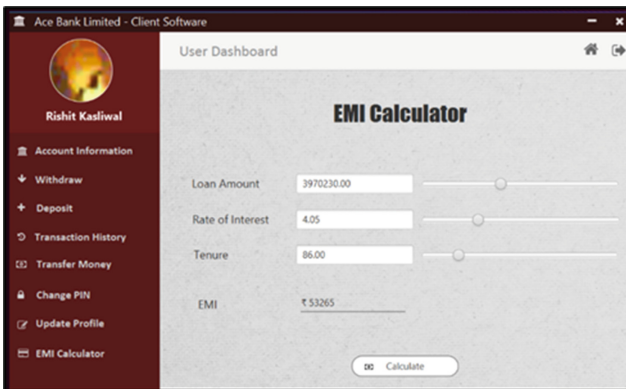 Ace Bank Limited - Client Software
User Dashboard
Rishit Kasliwal
Account Information
Withdraw
Deposit
Transaction History
Transfer Money
Change PIN
Update Profile
EMI Calculator
EMI Calculator
Loan Amount 3970230.00
Rate of Interest 4.05
Tenure 86.00
EMI ₹ 53265
Calculate